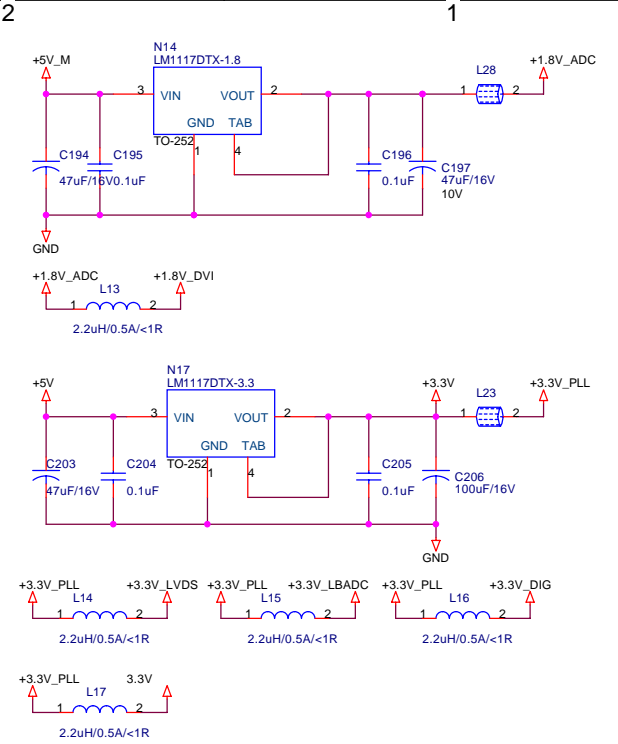 2 1
N14
LM1117DTX-1.8
+5V_M
L28
+1.8V_ADC
3 VIN VOUT 2
1 2
GND TAB
TO-252
1 4
C194
47uF/16V
C195
0.1uF
C196
0.1uF
C197
47uF/16V
10V
GND
+1.8V_ADC +1.8V_DVI
L13
1 2
2.2uH/0.5A/<1R
N17
LM1117DTX-3.3
+5V
+3.3V
L23
+3.3V_PLL
3 VIN VOUT 2
1 2
GND TAB
TO-252
1 4
C203
47uF/16V
C204
0.1uF
C205
0.1uF
C206
100uF/16V
GND
+3.3V_PLL +3.3V_LVDS
L14
1 2
2.2uH/0.5A/<1R
+3.3V_PLL +3.3V_LBADC
L15
1 2
2.2uH/0.5A/<1R
+3.3V_PLL +3.3V_DIG
L16
1 2
2.2uH/0.5A/<1R
+3.3V_PLL 3.3V
L17
1 2
2.2uH/0.5A/<1R